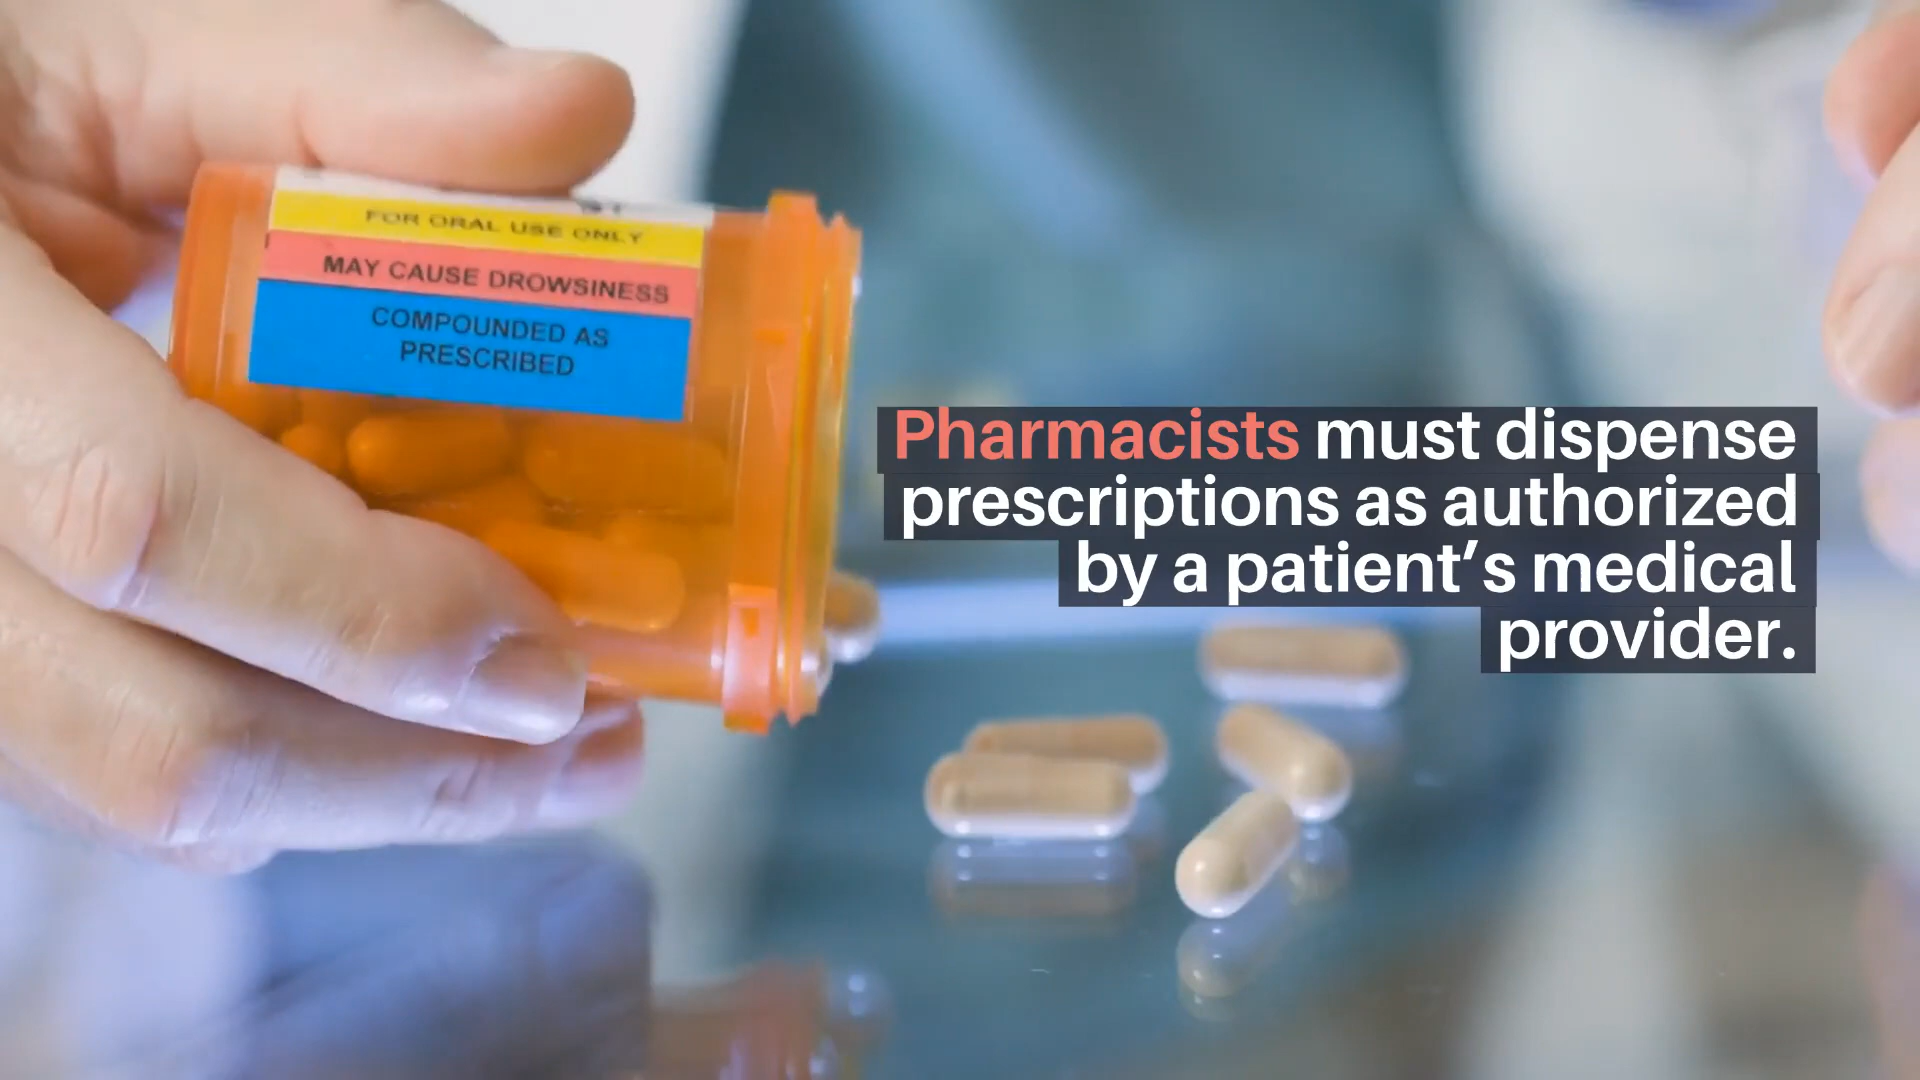 FOR ORAL USE ONLY
MAY CAUSE DROWSINESS
COMPOUNDED AS
PRESCRIBED
Pharmacists must dispense
prescriptions as authorized
by a patient’s medical
provider.